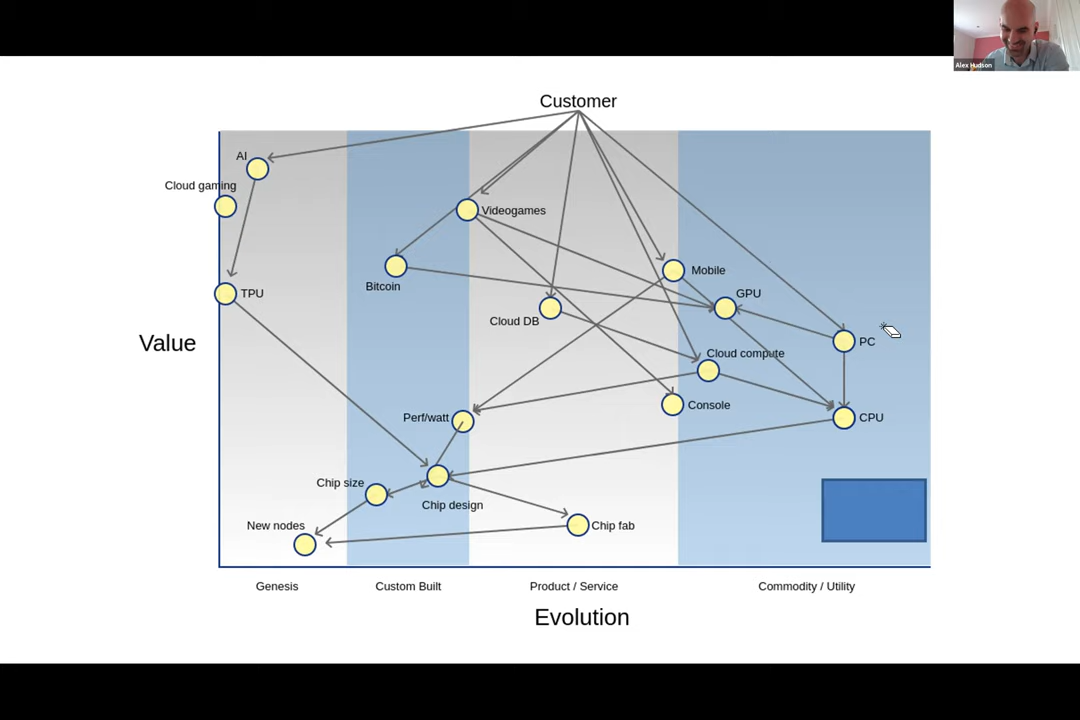 Alex Hudson
Customer
AI
Cloud gaming
Videogames
Mobile
Bitcoin
TPU
GPU
Cloud DB
Value
PC
Cloud compute
Console
Perf/watt
CPU
Chip size
Chip design
New nodes
Chip fab
Genesis
Custom Built
Product / Service
Commodity / Utility
Evolution